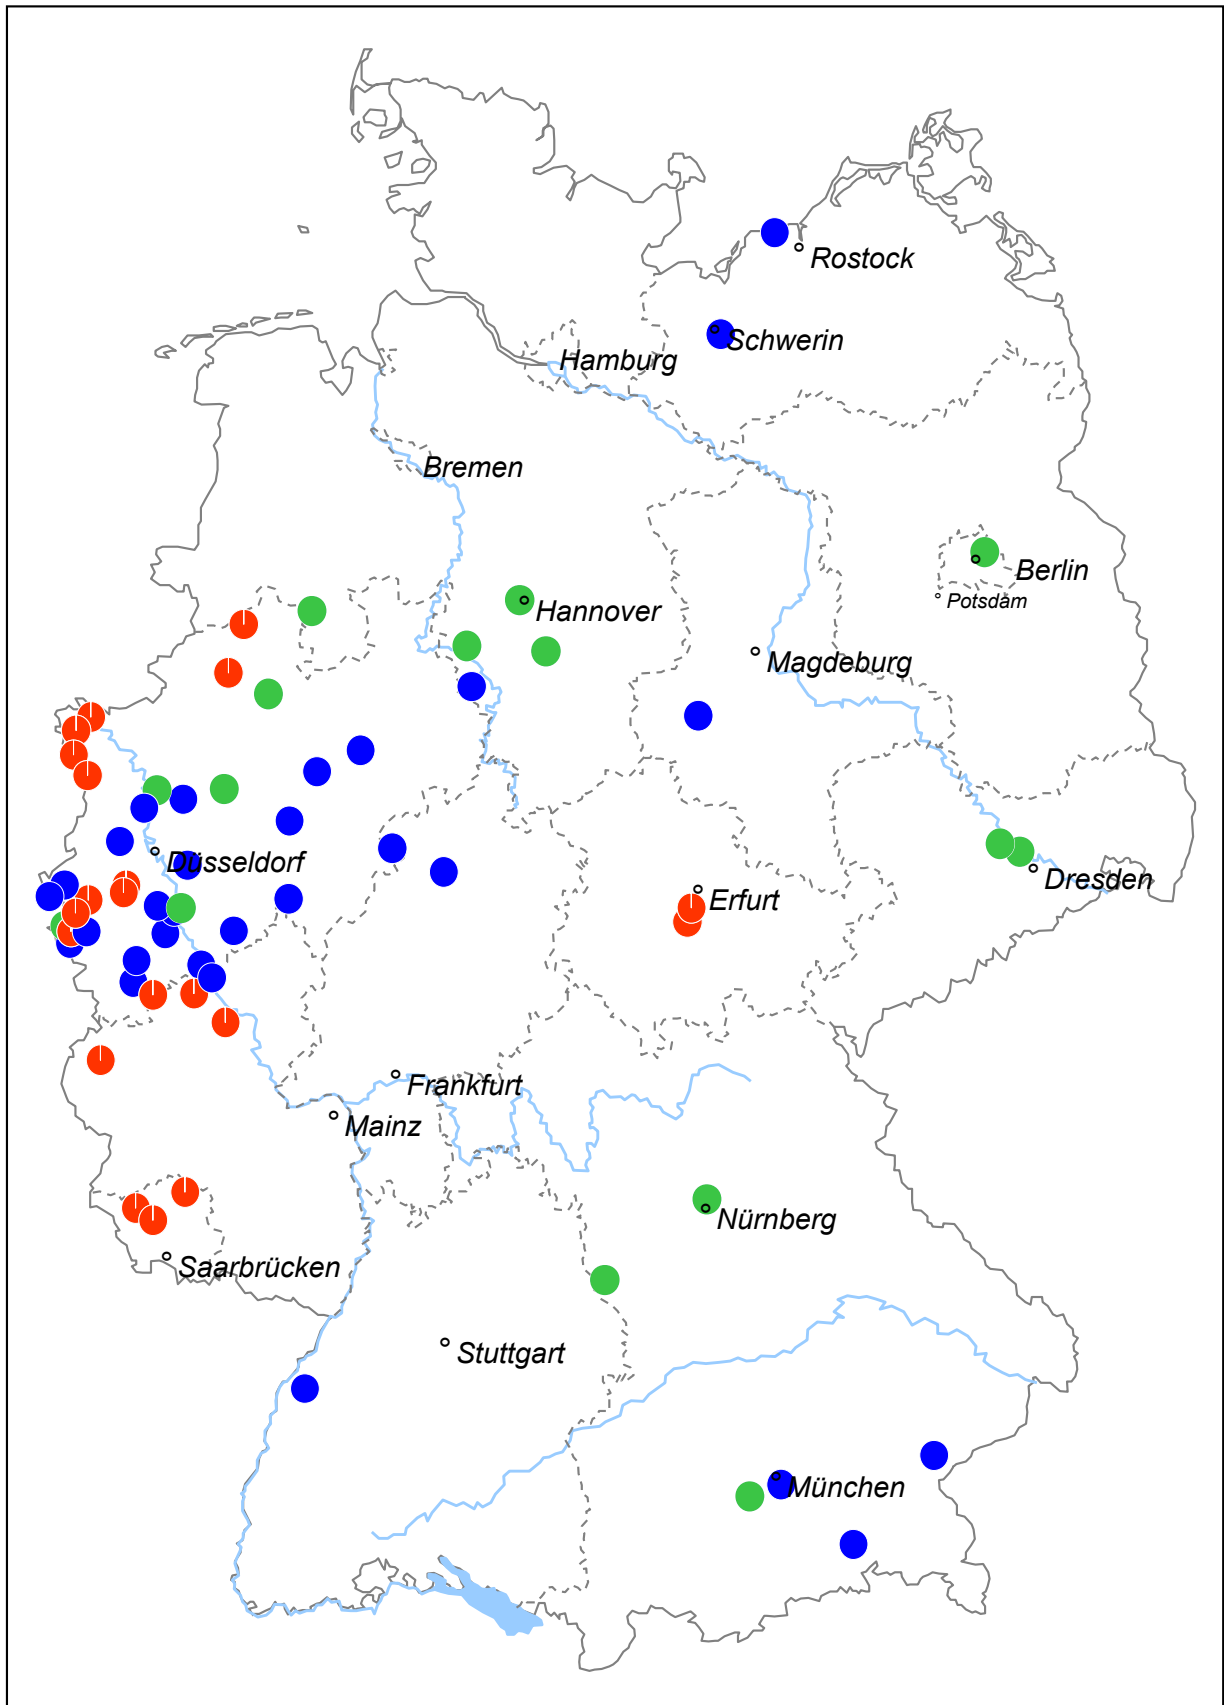 Rostock
Schwerin
Hamburg
Bremen
Berlin
Potsdam
Hannover
Magdeburg
Düsseldorf
Dresden
Erfurt
Frankfurt
Mainz
Nürnberg
Saarbrücken
Stuttgart
München